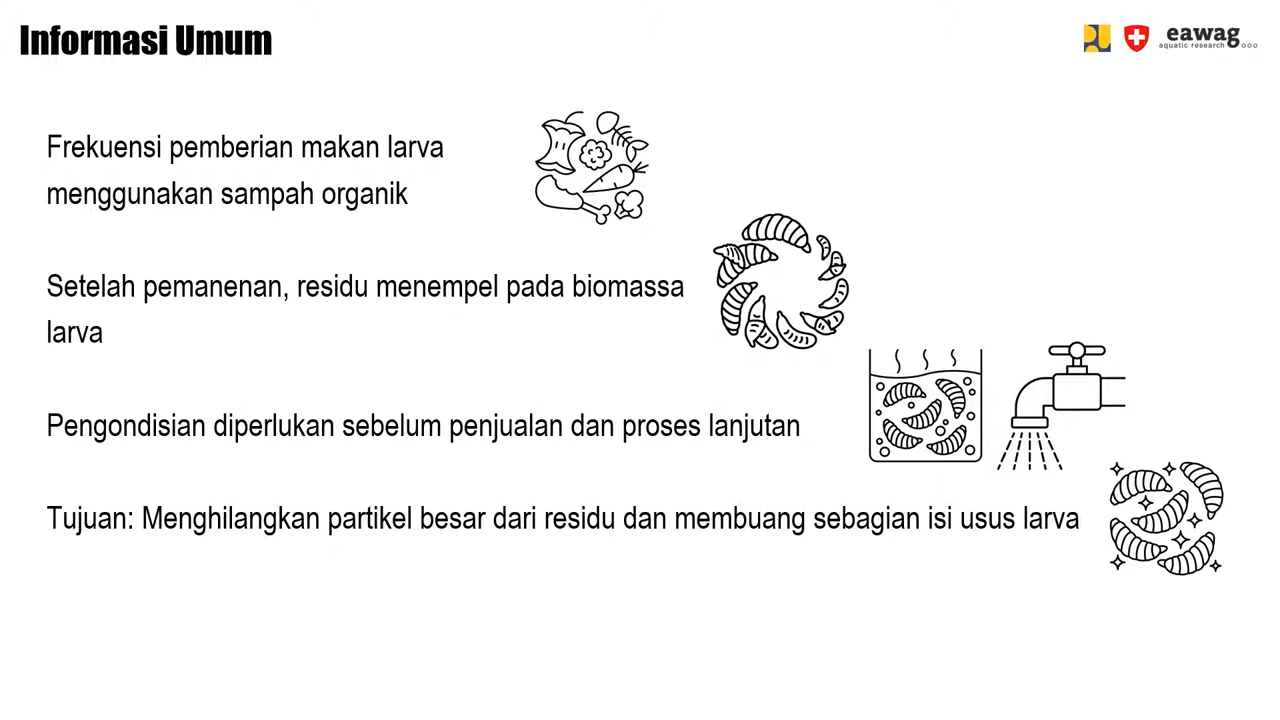 Informasi Umum
eawag
aquatic research
Frekuensi pemberian makan larva
menggunakan sampah organik
Setelah pemanenan, residu menempel pada biomassa
larva
Pengondisian diperlukan sebelum penjualan dan proses lanjutan
Tujuan: Menghilangkan partikel besar dari residu dan membuang sebagian isi usus larva